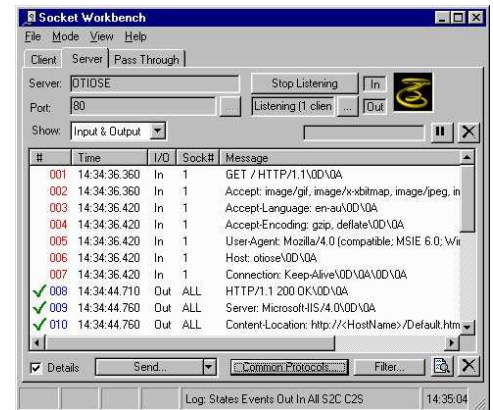 Socket Workbench
File Mode View Help
Client Server Pass Through
Server: OTIOSE Stop Listening In
Port: 80 ... Listening (1 clien ... Out
Show: Input & Output
# Time I/O Sock# Message
001 14:34:36.360 In 1 GET / HTTP/1.1\0D\0A
002 14:34:36.360 In 1 Accept: image/gif, image/x-xbitmap, image/jpeg, in
003 14:34:36.420 In 1 Accept-Language: en-au\0D\0A
004 14:34:36.420 In 1 Accept-Encoding: gzip, deflate\0D\0A
005 14:34:36.420 In 1 User-Agent: Mozilla/4.0 (compatible; MSIE 6.0; Wi
006 14:34:36.420 In 1 Host: otiose\0D\0A
007 14:34:36.420 In 1 Connection: Keep-Alive\0D\0A\0D\0A
008 14:34:44.710 Out ALL HTTP/1.1 200 OK\0D\0A
009 14:34:44.760 Out ALL Server: Microsoft-IIS/4.0\0D\0A
010 14:34:44.760 Out ALL Content-Location: http://<HostName>/Default.htm
Details Send... Common Protocols... Filter...
Log: States Events Out In All S2C C2S 14:35:04